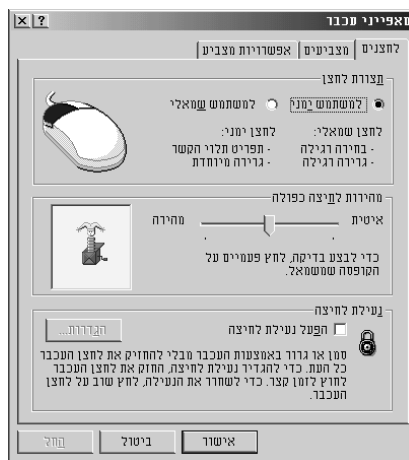 מאפייני עכבר
לחצנים
מצביעים
אפשרויות מצביע
תצורת לחצן
למשתמש ימני
למשתמש שמאלי
לחצן שמאלי:
- בחירה רגילה
- גרירה רגילה
לחצן ימני:
- תפריט תלוי הקשר
- גרירה מיוחדת
מהירות לחיצה כפולה
איטית
מהירה
כדי לבצע בדיקה, לחץ פעמיים על
הקופסה שמשמאל.
נעילת לחיצה
הפעל נעילת לחיצה
הגדרות...
סמן או גרור באמצעות העכבר מבלי להחזיק את לחצן העכבר
כל העת. כדי להגדיר נעילת לחיצה, החזק את לחצן העכבר
לחוץ לזמן קצר. כדי לשחרר את הנעילה, לחץ שוב על לחצן
העכבר.
אישור
ביטול
החל